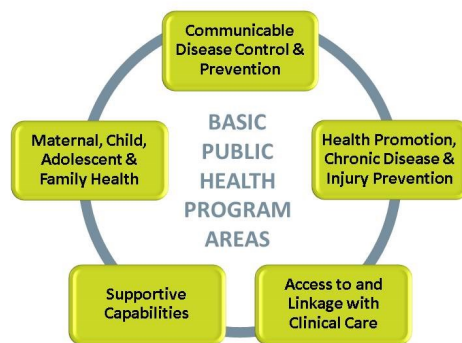 Communicable
Disease Control &
Prevention
Maternal, Child,
Adolescent &
Family Health
BASIC
PUBLIC
HEALTH
PROGRAM
AREAS
Health Promotion,
Chronic Disease &
Injury Prevention
Supportive
Capabilities
Access to and
Linkage with
Clinical Care